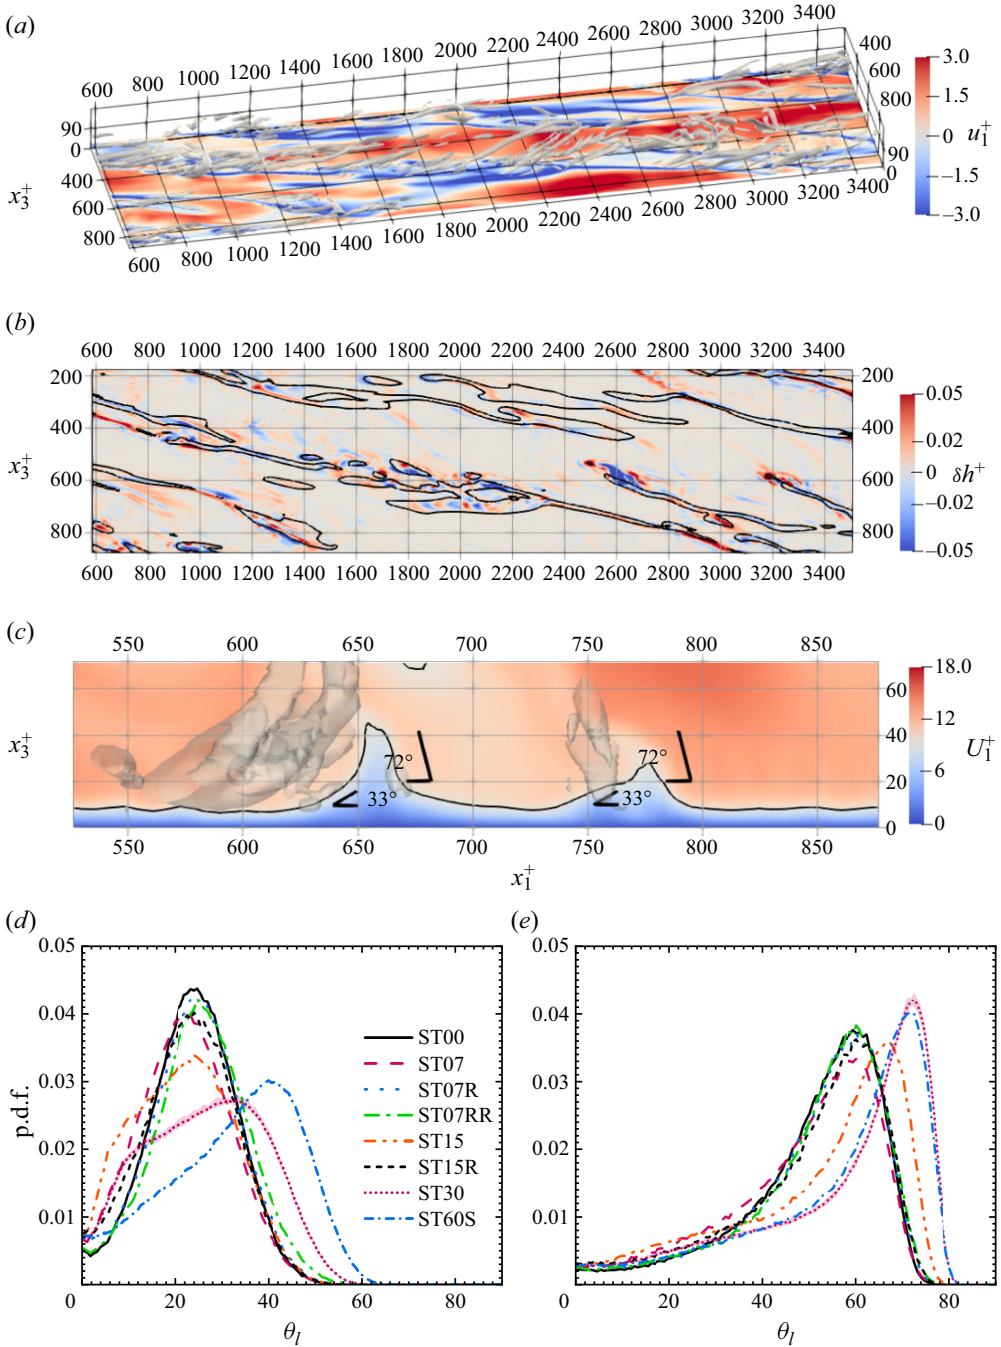 (a)
600 800 1000 1200 1400 1600 1800 2000 2200 2400 2600 2800 3000 3200 3400
400
600
800
90
0
90
0
400
600
800
x₃⁺
600 800 1000 1200 1400 1600 1800 2000 2200 2400 2600 2800 3000 3200 3400
3.0
1.5
0 u₁⁺
−1.5
−3.0
(b)
600 800 1000 1200 1400 1600 1800 2000 2200 2400 2600 2800 3000 3200 3400
200 200
400 400
x₃⁺
600 600
800 800
600 800 1000 1200 1400 1600 1800 2000 2200 2400 2600 2800 3000 3200 3400
0.05
0.02
0 δh⁺
−0.02
−0.05
(c)
550 600 650 700 750 800 850
60
x₃⁺ 40
72° 72°
20
33° 33°
0
550 600 650 700 750 800 850
x₁⁺
18.0
12
U₁⁺
6
0
(d)
0.05
0.04
0.03
p.d.f.
0.02
0.01
0 20 40 60 80
θₗ
ST00
ST07
ST07R
ST07RR
ST15
ST15R
ST30
ST60S
(e)
0.05
0.04
0.03
0.02
0.01
0 20 40 60 80
θₗ